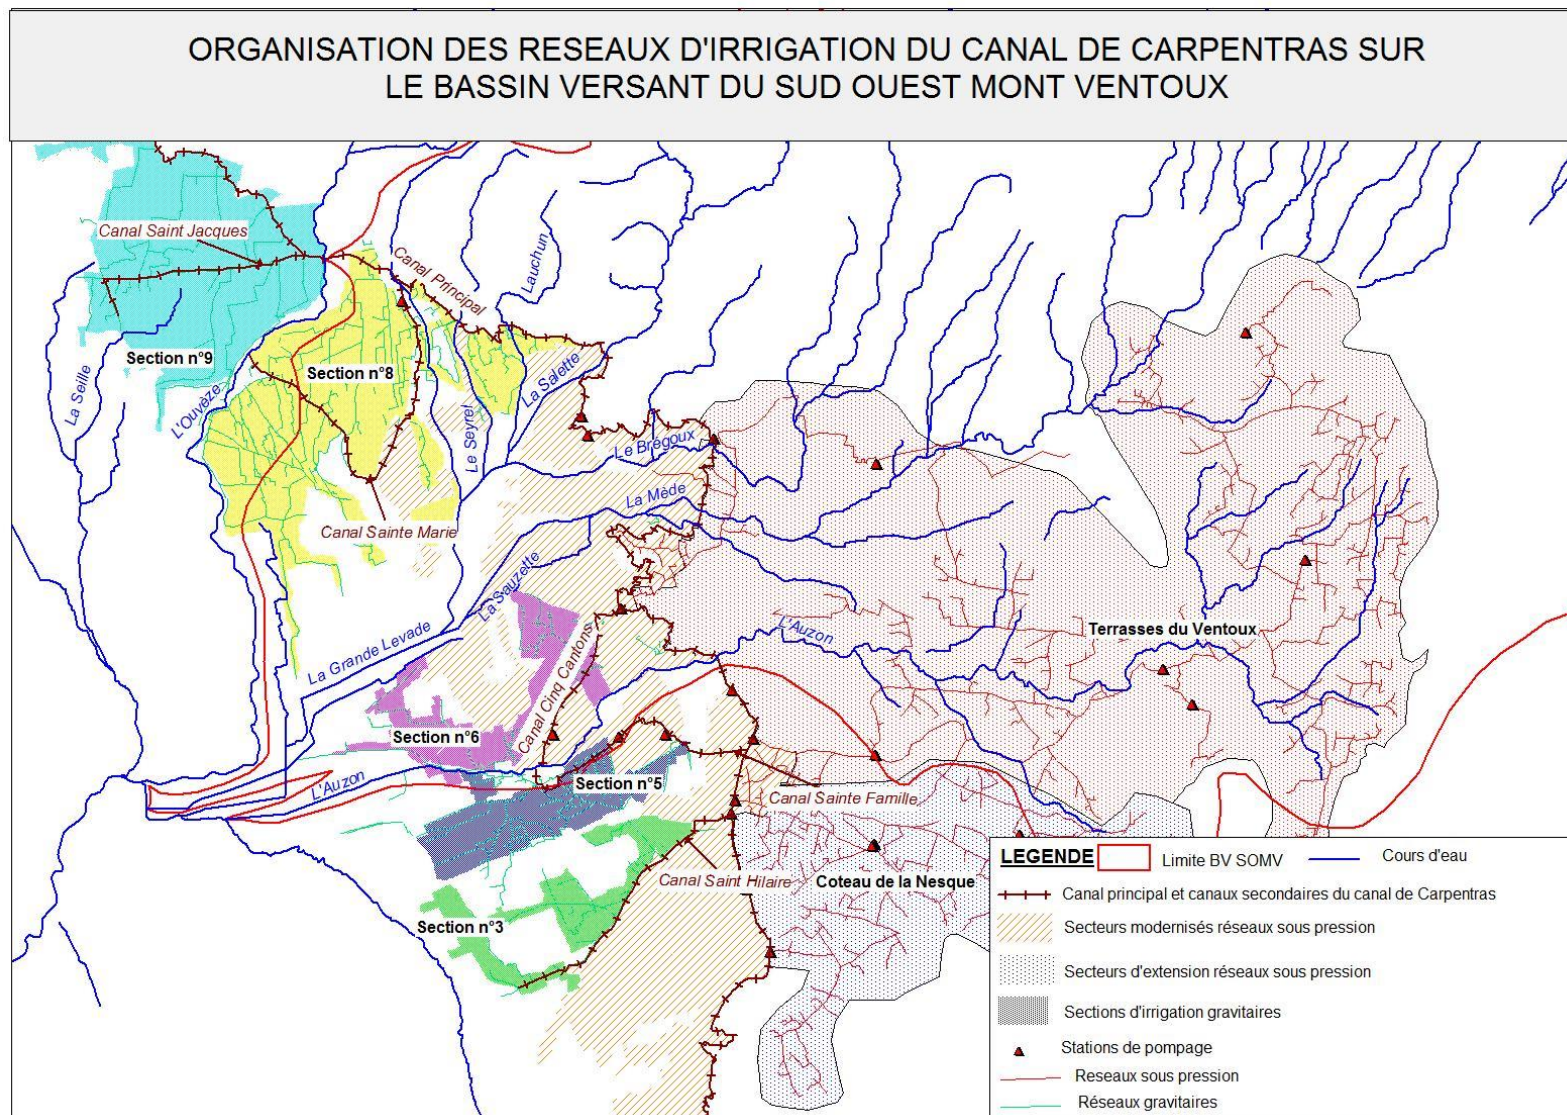 ORGANISATION DES RESEAUX D'IRRIGATION DU CANAL DE CARPENTRAS SUR
LE BASSIN VERSANT DU SUD OUEST MONT VENTOUX
Canal Saint Jacques
Canal Principal
Lauchun
Section n°9
Section n°8
La Seille
L'Ouvèze
Le Seyrel
La Salette
Le Brégoux
La Mède
Canal Sainte Marie
La Sauzette
La Grande Levade
Canal Cinq Cantons
L'Auzon
Terrasses du Ventoux
Section n°6
L'Auzon
Section n°5
Canal Sainte Famille
Canal Saint Hilaire
Coteau de la Nesque
Section n°3
LEGENDE
Limite BV SOMV
Cours d'eau
Canal principal et canaux secondaires du canal de Carpentras
Secteurs modernisés réseaux sous pression
Secteurs d'extension réseaux sous pression
Sections d'irrigation gravitaires
Stations de pompage
Reseaux sous pression
Réseaux gravitaires